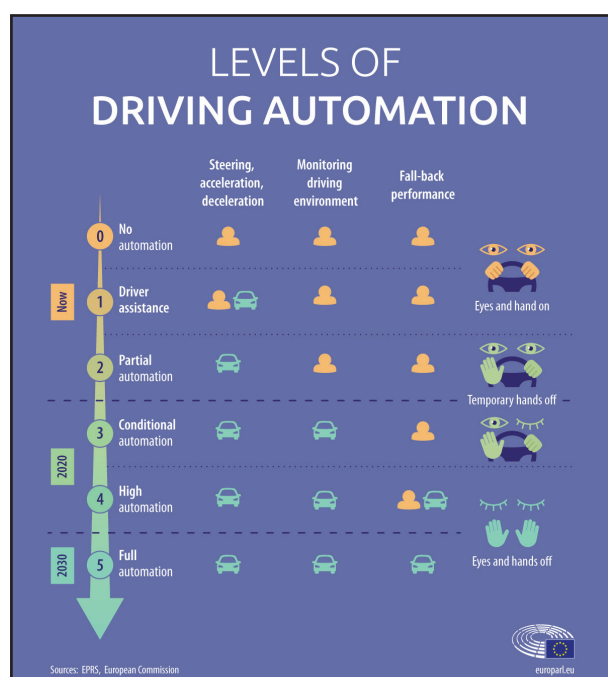 LEVELS OF
DRIVING AUTOMATION
Steering,
acceleration,
deceleration
Monitoring
driving
environment
Fall-back
performance
0
No
automation
Eyes and hand on
Now
1
Driver
assistance
2
Partial
automation
Temporary hands off
2020
3
Conditional
automation
4
High
automation
Eyes and hands off
2030
5
Full
automation
Sources: EPRS, European Commission
europarl.eu